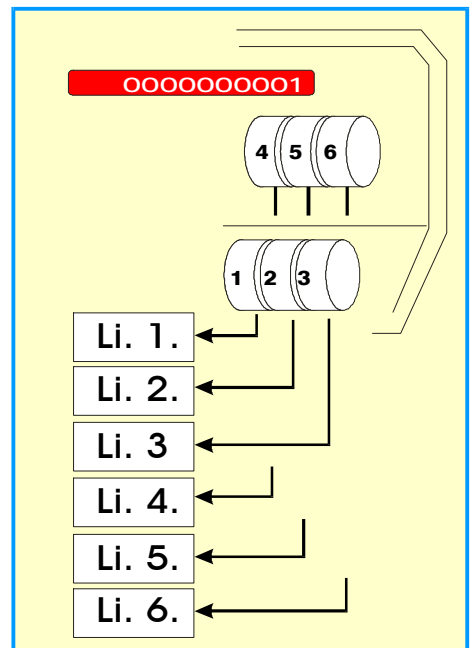 0000000001
4 5 6
1 2 3
Li. 1.
Li. 2.
Li. 3
Li. 4.
Li. 5.
Li. 6.